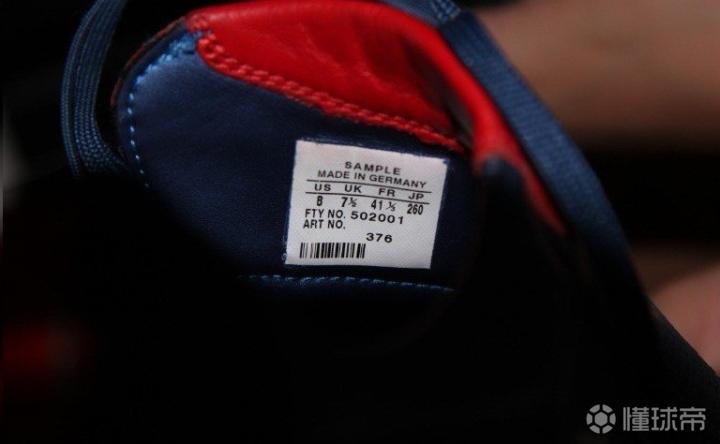 SAMPLE
MADE IN GERMANY
US UK FR JP
8 7½ 41⅓ 260
FTY NO. 502001
ART NO. 376
懂球帝